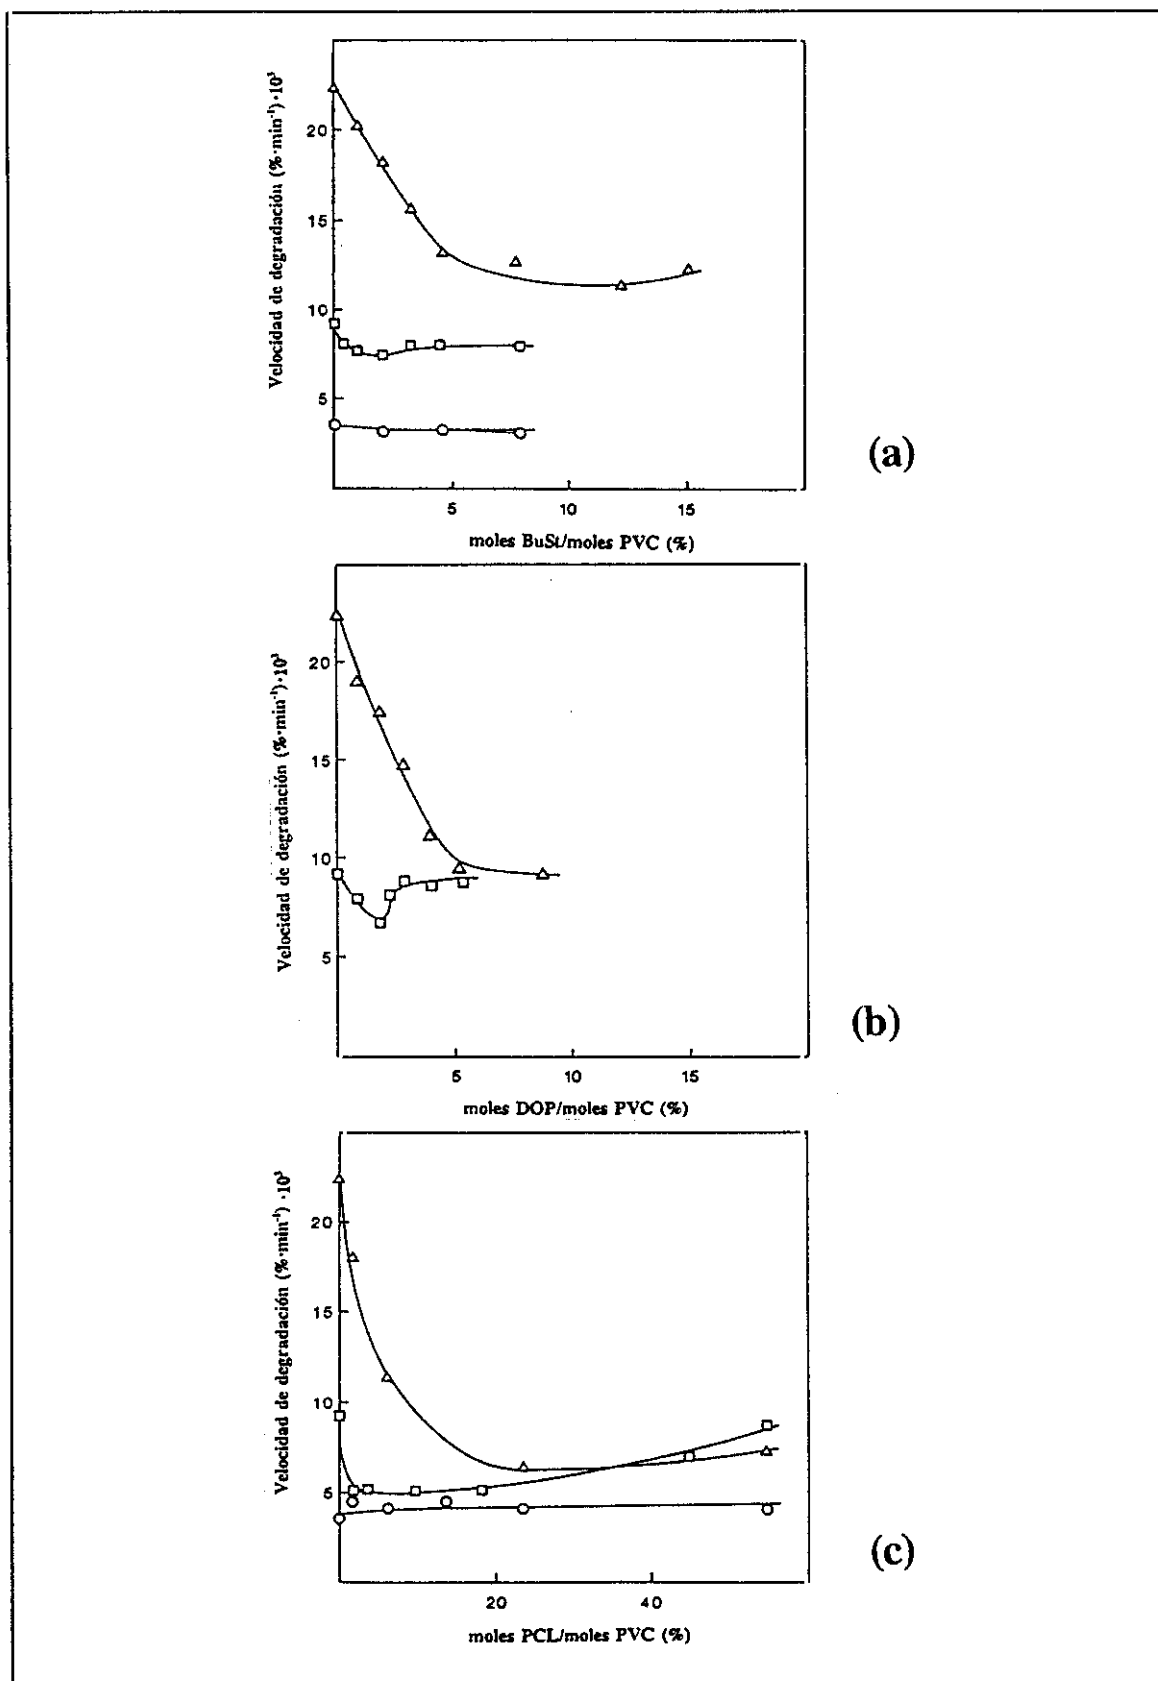 Velocidad de degradación (%·min⁻¹)·10³
20
15
10
5
5
10
15
moles BuSt/moles PVC (%)
(a)
Velocidad de degradación (%·min⁻¹)·10³
20
15
10
5
5
10
15
moles DOP/moles PVC (%)
(b)
Velocidad de degradación (%·min⁻¹)·10³
20
15
10
5
20
40
moles PCL/moles PVC (%)
(c)